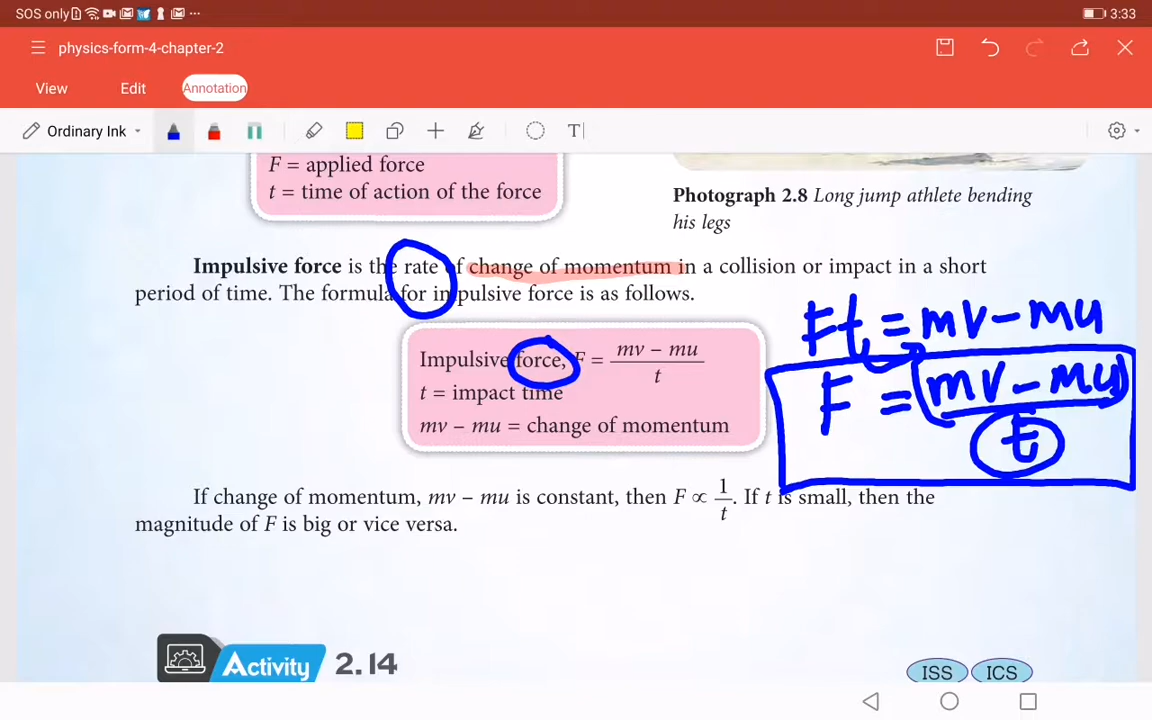 SOS only
3:33
physics-form-4-chapter-2
View Edit Annotation
Ordinary Ink
T
F = applied force
t = time of action of the force
Photograph 2.8 Long jump athlete bending
his legs
Impulsive force is the rate of change of momentum in a collision or impact in a short
period of time. The formula for impulsive force is as follows.
Impulsive force, F = mv – mu / t
t = impact time
mv – mu = change of momentum
Ft = mv – mu
F = (mv – mu) / t
If change of momentum, mv – mu is constant, then F ∝ 1/t. If t is small, then the
magnitude of F is big or vice versa.
Activity 2.14
ISS ICS